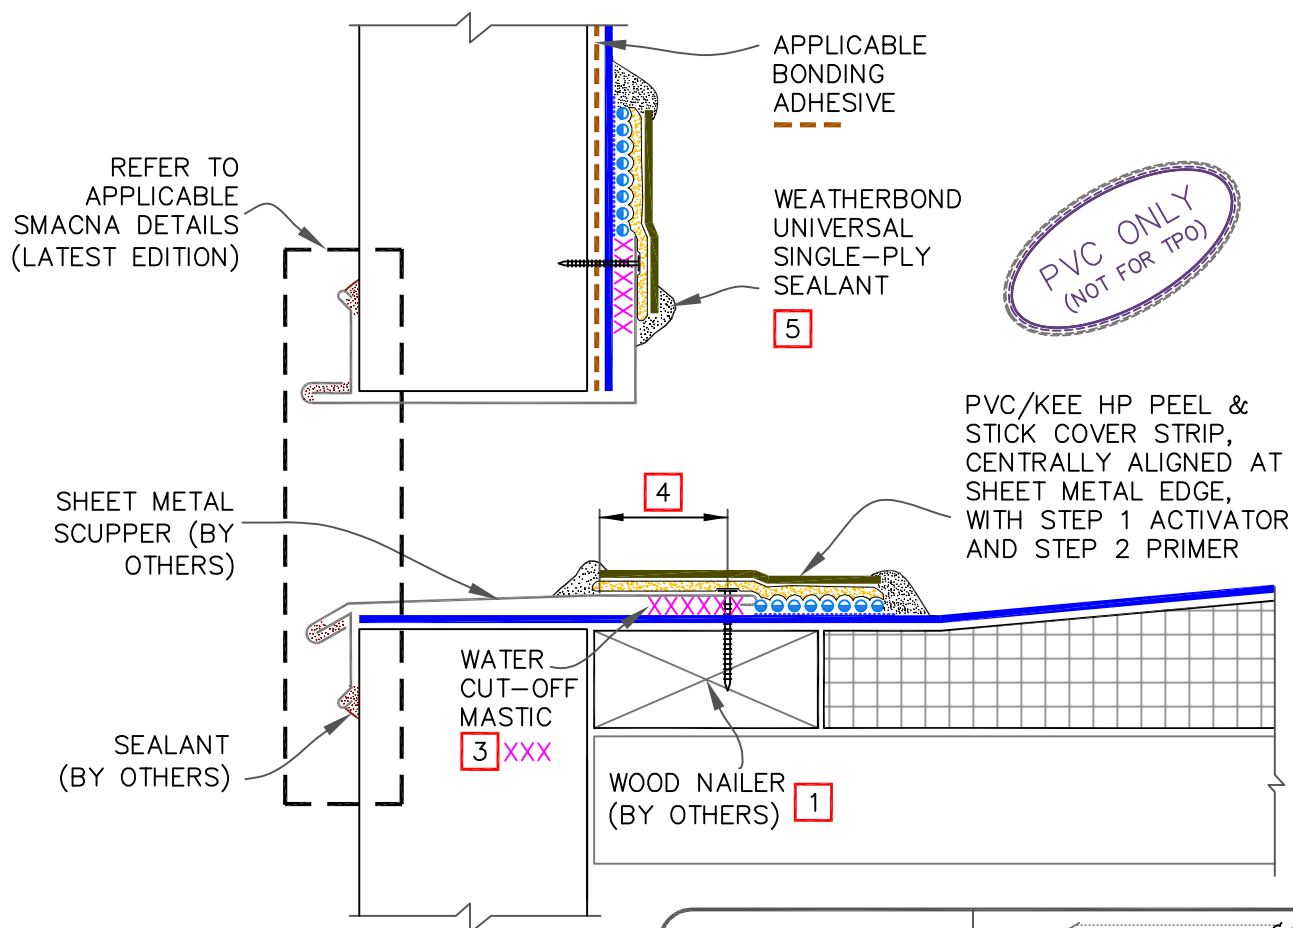 APPLICABLE
BONDING
ADHESIVE
REFER TO
APPLICABLE
SMACNA DETAILS
(LATEST EDITION)
WEATHERBOND
UNIVERSAL
SINGLE-PLY
SEALANT
5
PVC ONLY
(NOT FOR TPO)
PVC/KEE HP PEEL &
STICK COVER STRIP,
CENTRALLY ALIGNED AT
SHEET METAL EDGE,
WITH STEP 1 ACTIVATOR
AND STEP 2 PRIMER
4
SHEET METAL
SCUPPER (BY
OTHERS)
WATER
CUT-OFF
MASTIC
3 XXX
SEALANT
(BY OTHERS)
WOOD NAILER
(BY OTHERS)
1